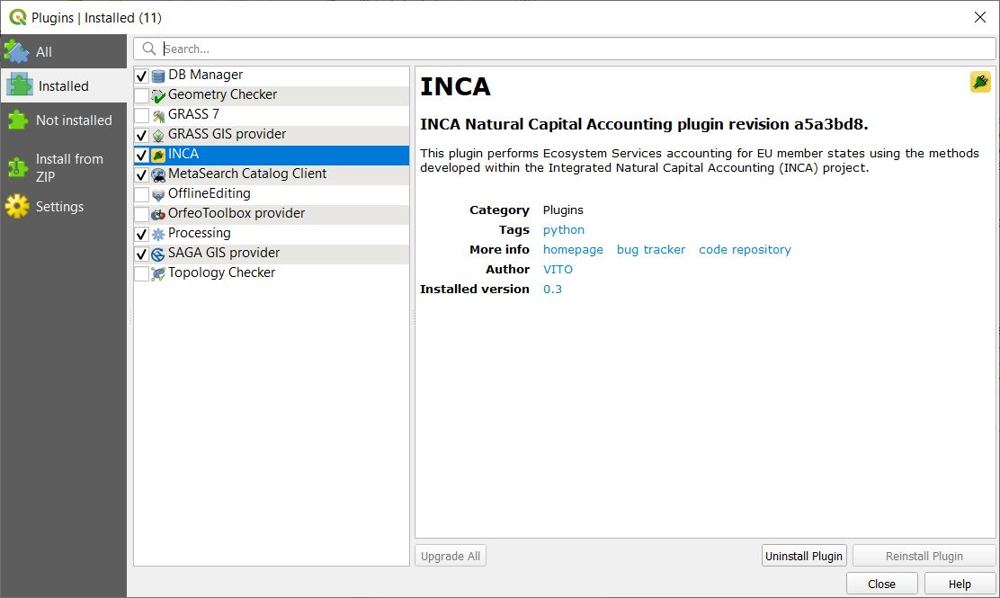 Plugins | Installed (11)
All
Installed
Not installed
Install from
ZIP
Settings
Search...
DB Manager
Geometry Checker
GRASS 7
GRASS GIS provider
INCA
MetaSearch Catalog Client
OfflineEditing
OrfeoToolbox provider
Processing
SAGA GIS provider
Topology Checker
INCA
INCA Natural Capital Accounting plugin revision a5a3bd8.
This plugin performs Ecosystem Services accounting for EU member states using the methods
developed within the Integrated Natural Capital Accounting (INCA) project.
Category Plugins
Tags python
More info homepage bug tracker code repository
Author VITO
Installed version 0.3
Upgrade All
Uninstall Plugin
Reinstall Plugin
Close
Help